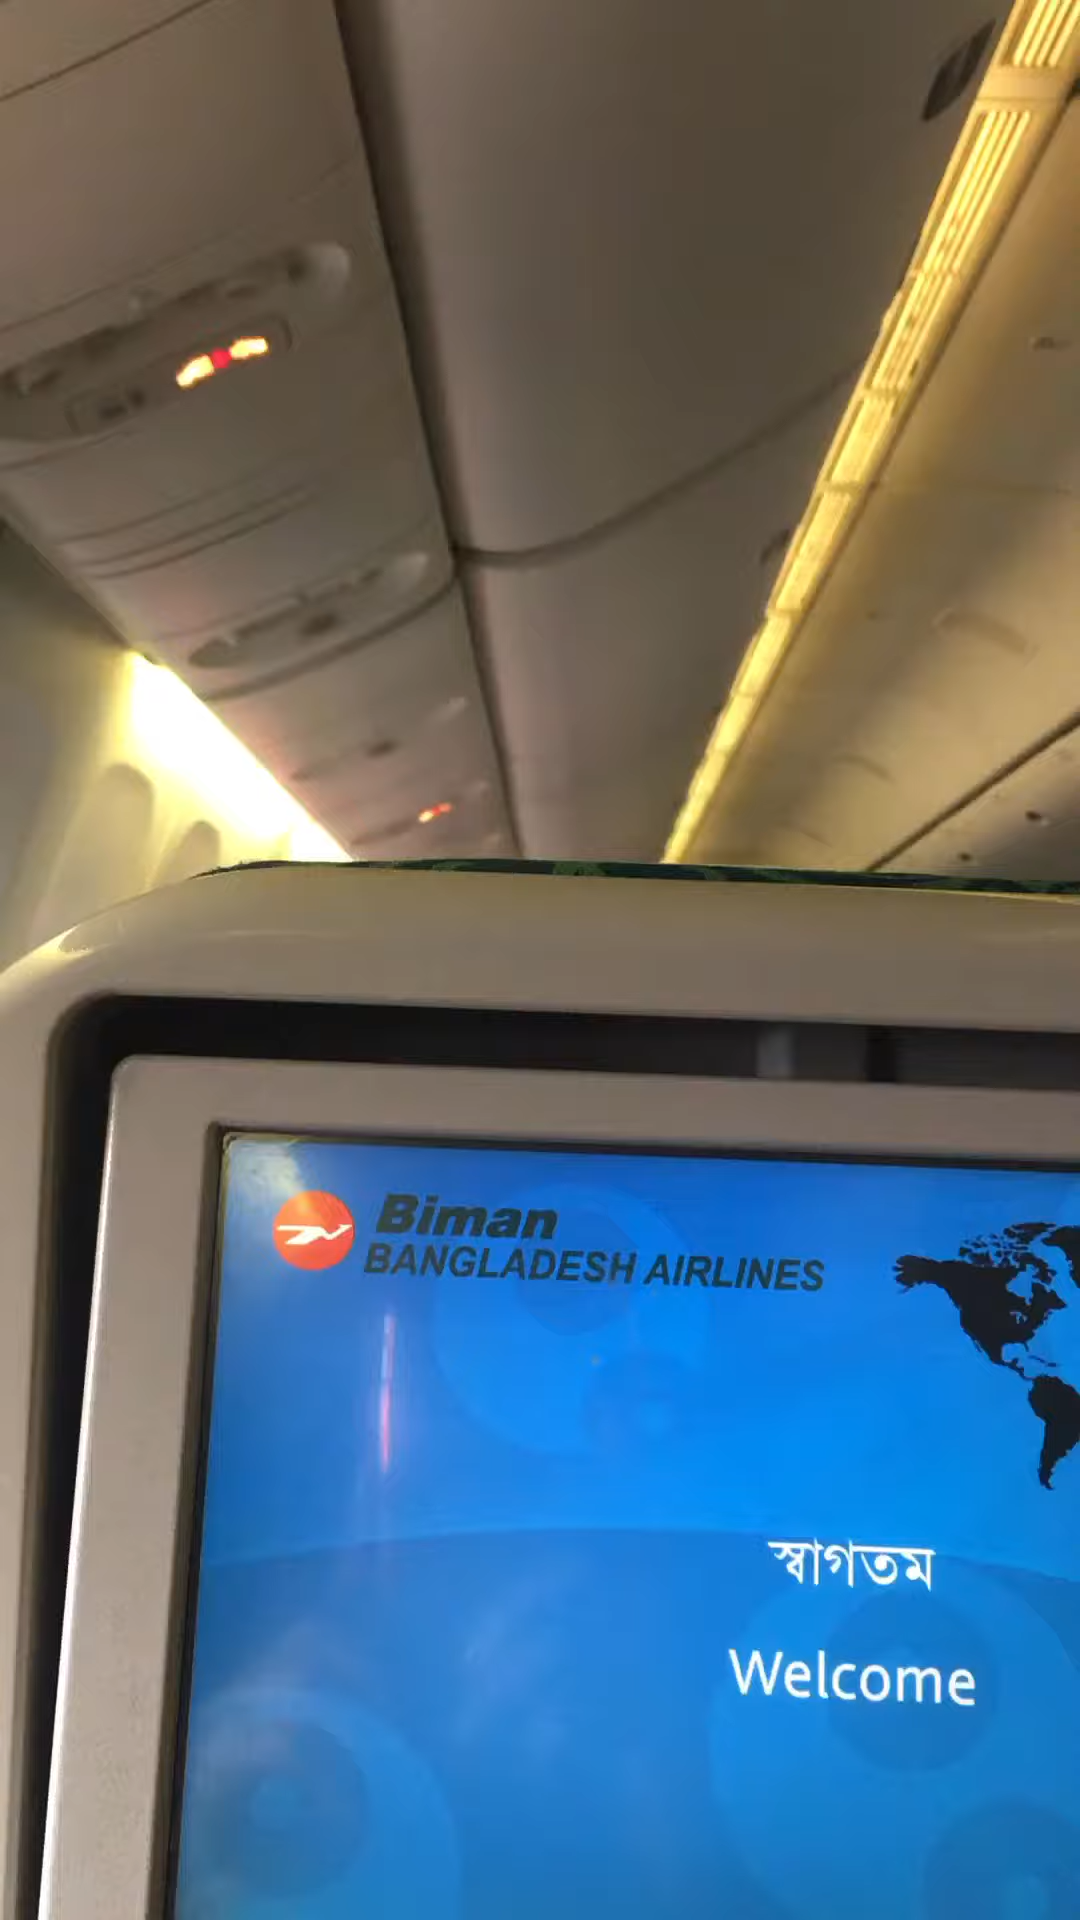 Biman
BANGLADESH AIRLINES
স্বাগতম
Welcome